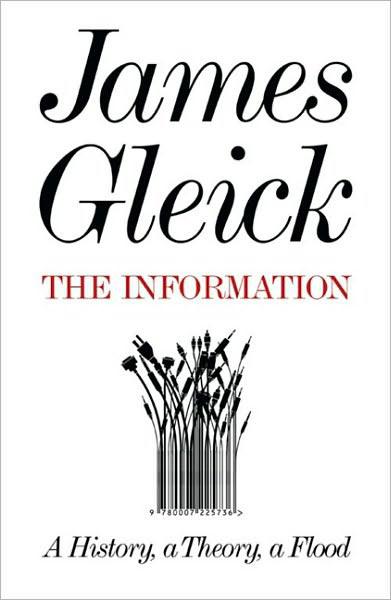 James
Gleick
THE INFORMATION
9 780007 225736 >
A History, a Theory, a Flood